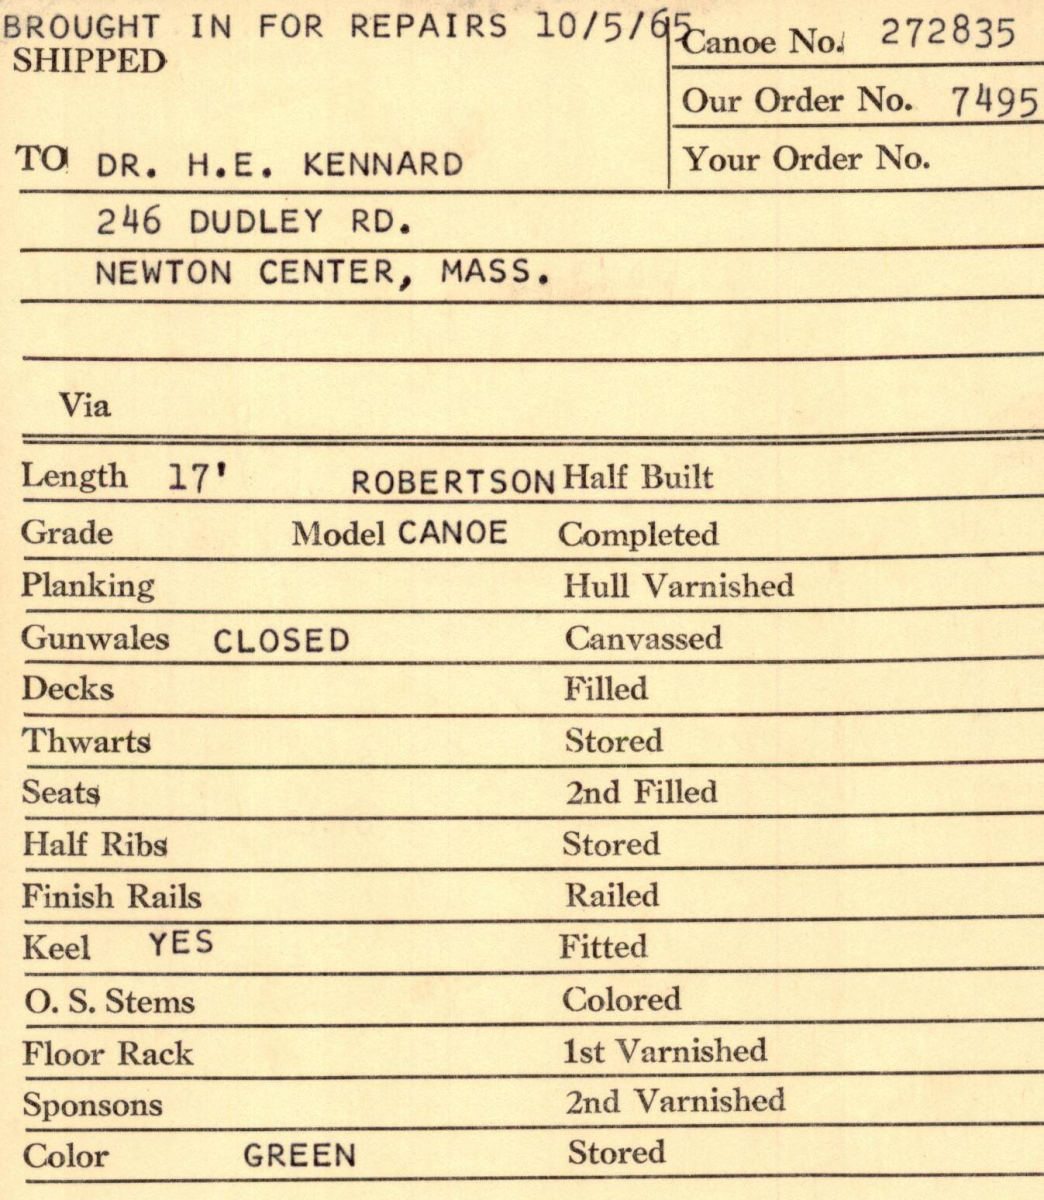 BROUGHT IN FOR REPAIRS 10/5/65
SHIPPED
Canoe No. 272835
Our Order No. 7495
TO DR. H.E. KENNARD
Your Order No.
246 DUDLEY RD.
NEWTON CENTER, MASS.
Via
Length 17' ROBERTSON Half Built
Grade Model CANOE Completed
Planking Hull Varnished
Gunwales CLOSED Canvassed
Decks Filled
Thwarts Stored
Seats 2nd Filled
Half Ribs Stored
Finish Rails Railed
Keel YES Fitted
O. S. Stems Colored
Floor Rack 1st Varnished
Sponsons 2nd Varnished
Color GREEN Stored